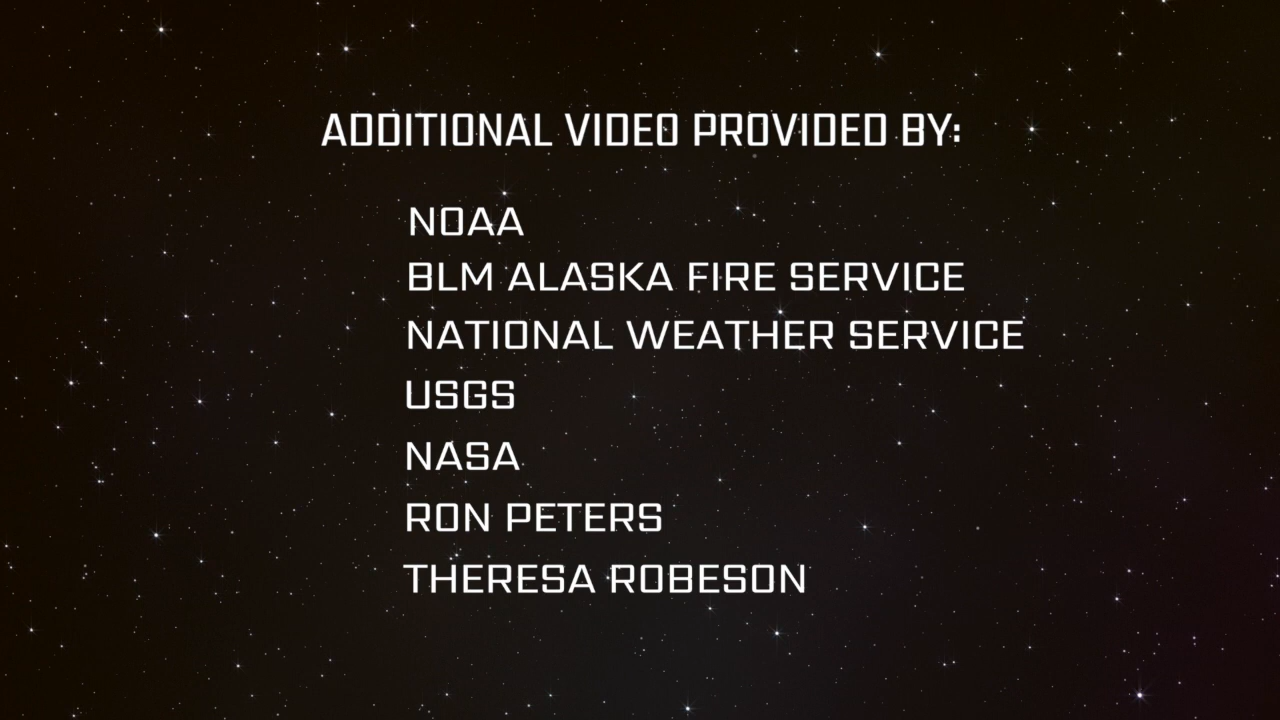 ADDITIONAL VIDEO PROVIDED BY:
NOAA
BLM ALASKA FIRE SERVICE
NATIONAL WEATHER SERVICE
USGS
NASA
RON PETERS
THERESA ROBESON